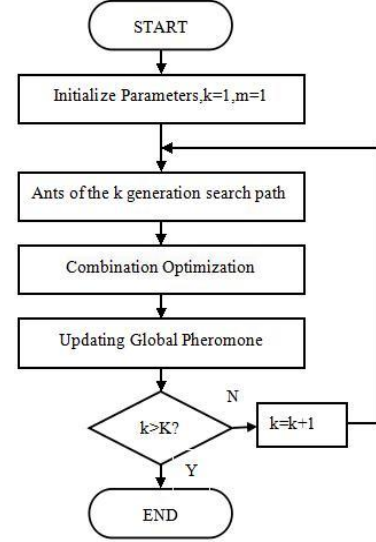 START
Initialize Parameters,k=1,m=1
Ants of the k generation search path
Combination Optimization
Updating Global Pheromone
k>K?
N
k=k+1
Y
END